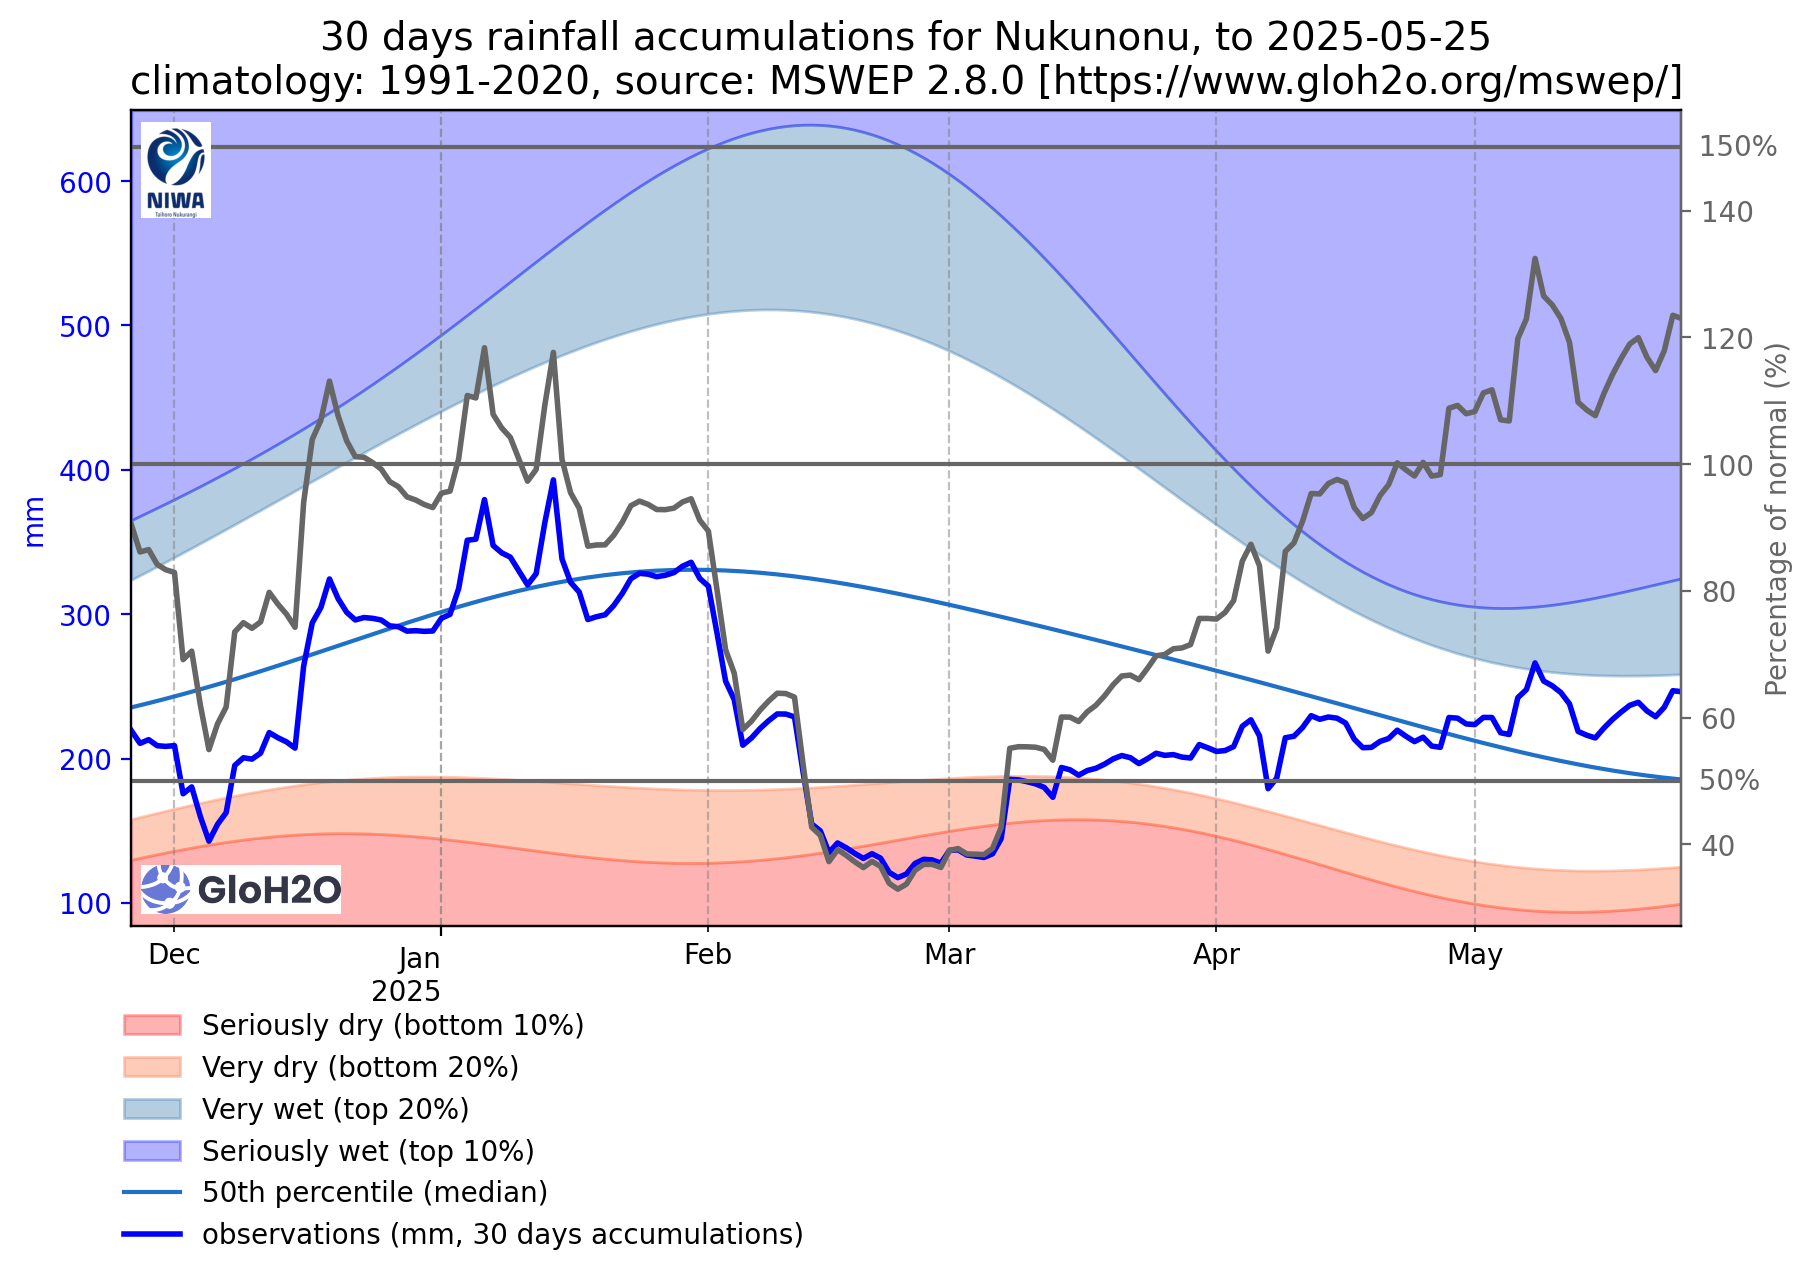 30 days rainfall accumulations for Nukunonu, to 2025-05-25
climatology: 1991-2020, source: MSWEP 2.8.0 [https://www.gloh2o.org/mswep/]
NIWA
Taihoro Nukurangi
GloH2O
600
500
400
300
200
100
mm
150%
140
120
100
80
60
50%
40
Percentage of normal (%)
Dec
Jan
2025
Feb
Mar
Apr
May
Seriously dry (bottom 10%)
Very dry (bottom 20%)
Very wet (top 20%)
Seriously wet (top 10%)
50th percentile (median)
observations (mm, 30 days accumulations)